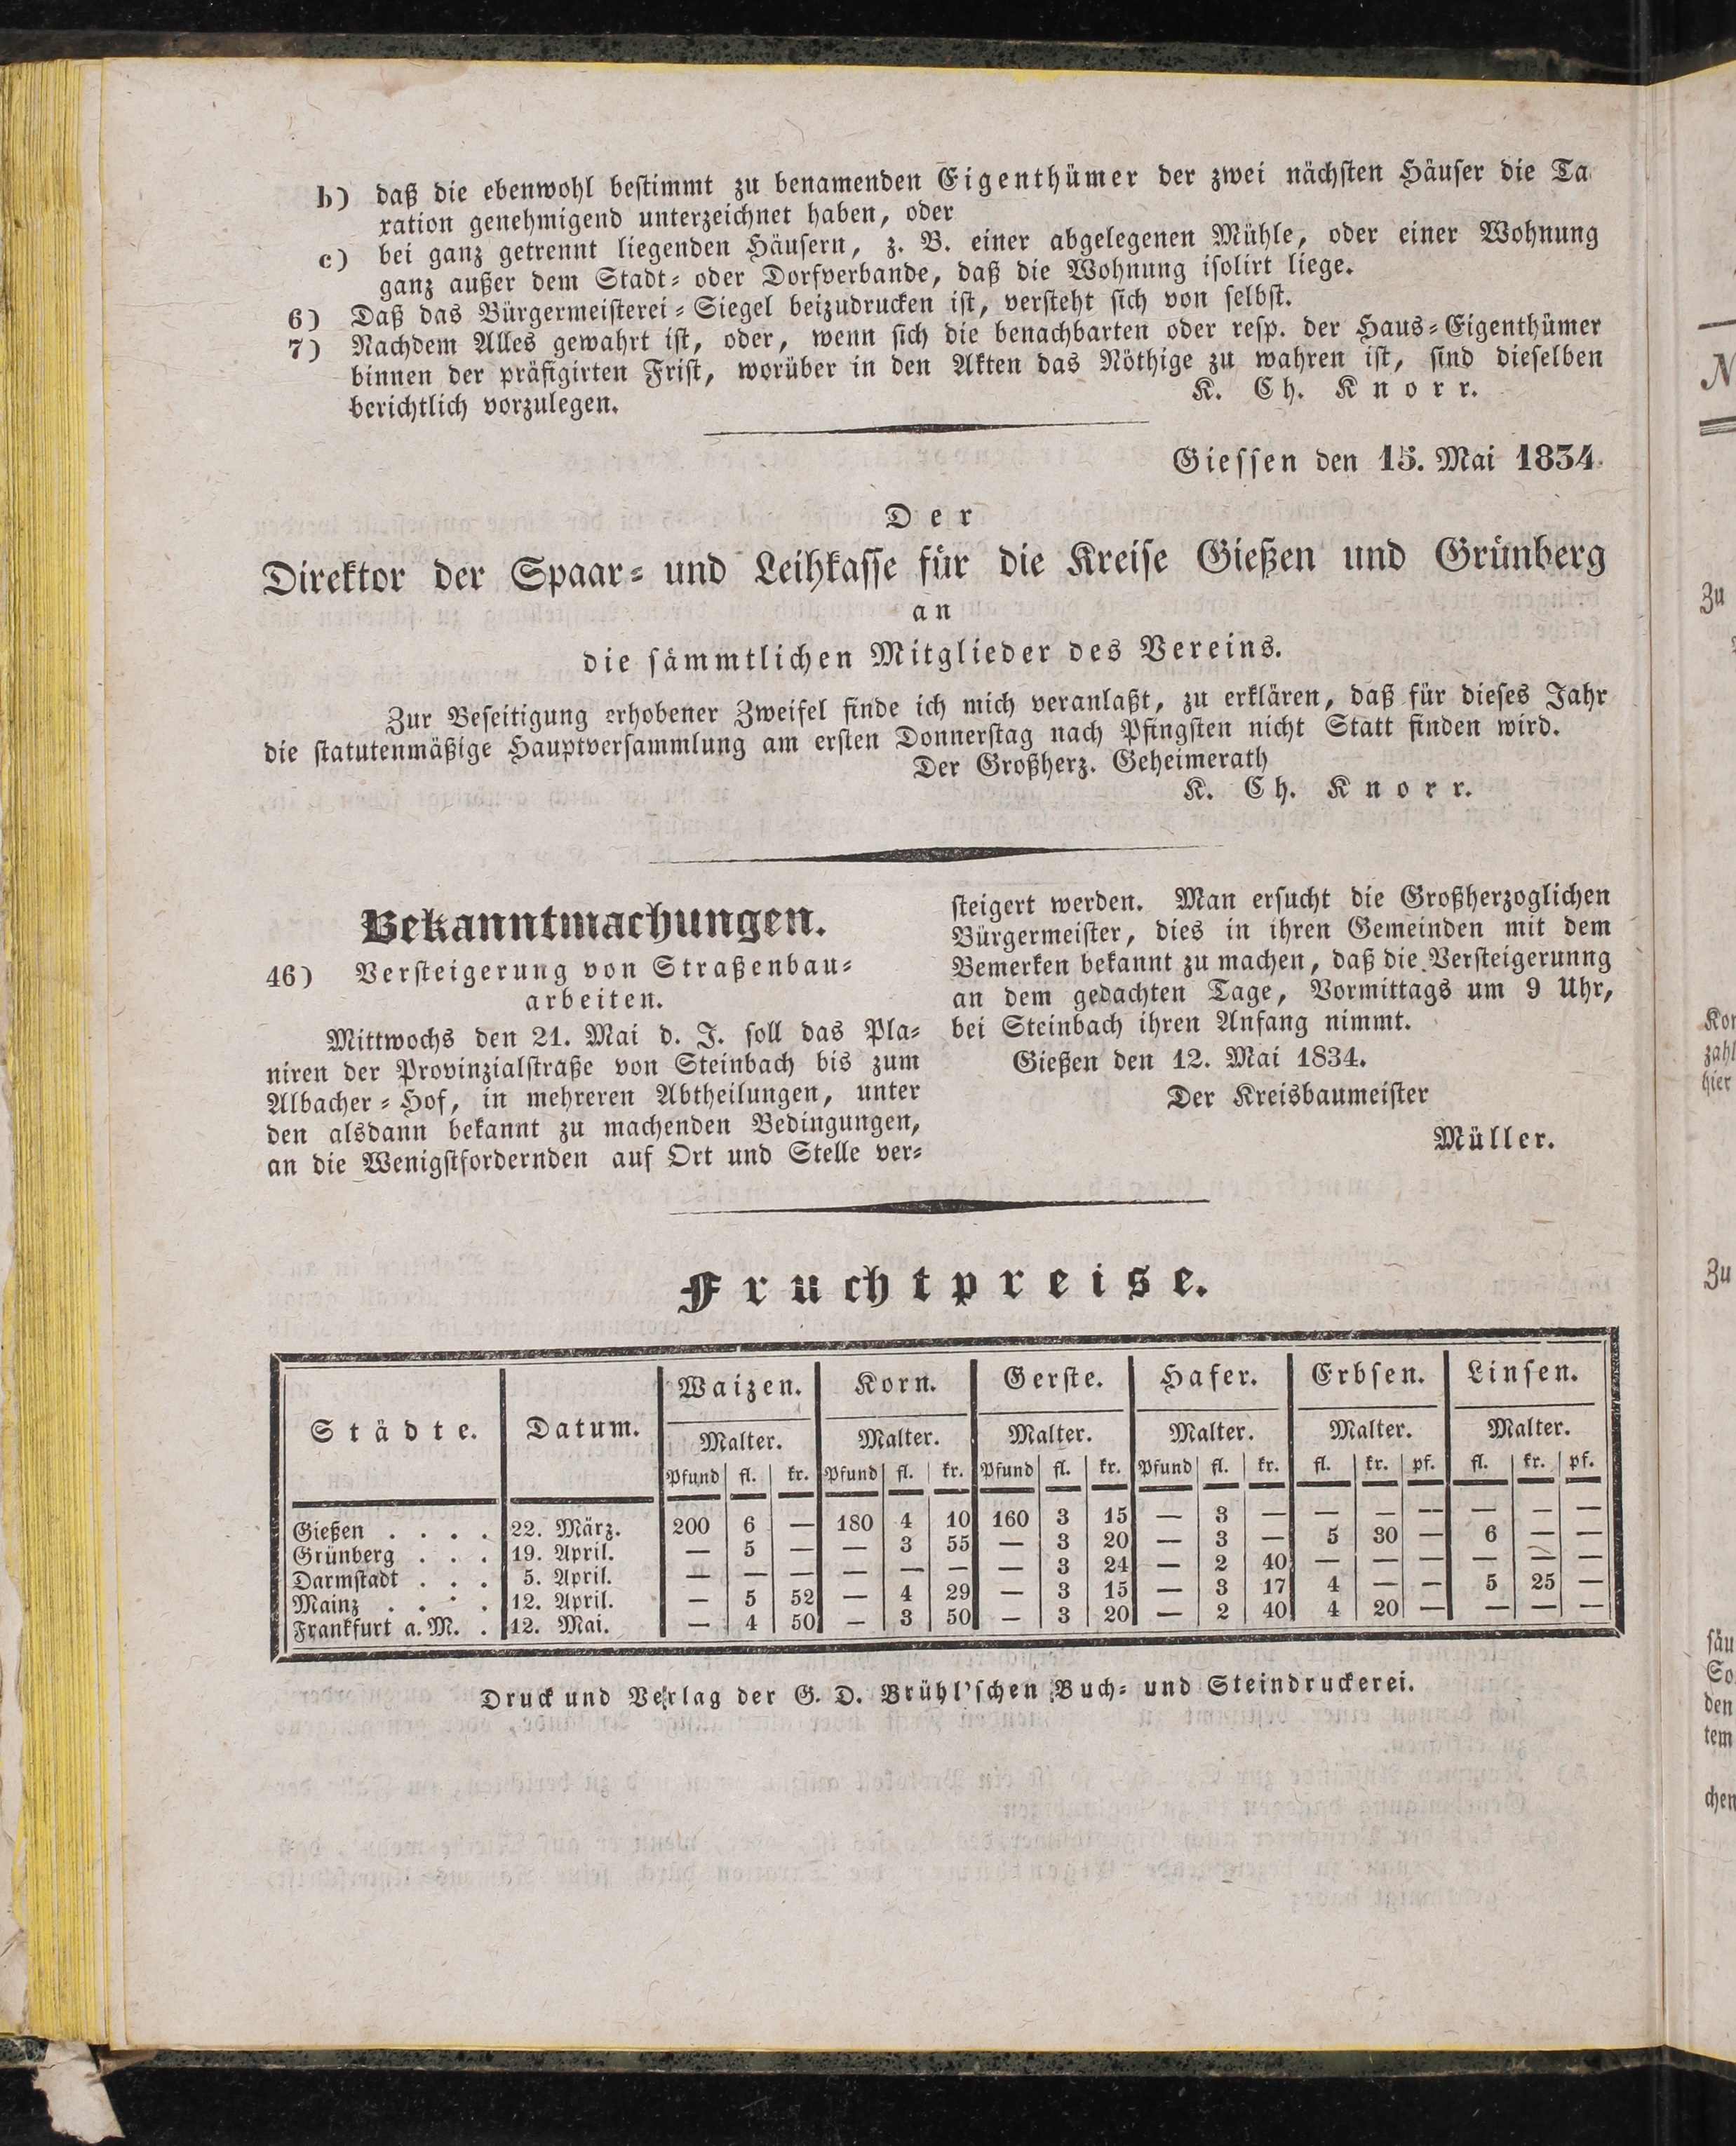 b) daß die ebenwohl bestimmt zu benamenden Eigenthümer der zwei nächsten Häuser die Ta
xation genehmigend unterzeichnet haben, oder
c) bei ganz getrennt liegenden Häusern, z. B. einer abgelegenen Mühle, oder einer Wohnung
ganz außer dem Stadt- oder Dorfverbande, daß die Wohnung isolirt liege.
6) Daß das Bürgermeisterei-Siegel beizudrucken ist, versteht sich von selbst.
7) Nachdem Alles gewahrt ist, oder, wenn sich die benachbarten oder resp. der Haus-Eigenthümer
binnen der präfigirten Frist, worüber in den Akten das Nöthige zu wahren ist, sind dieselben
berichtlich vorzulegen.
K. Ch. Knorr.
Giessen den 15. Mai 1834.
Der
Direktor der Spaar- und Leihkasse für die Kreise Gießen und Grünberg
an
die sämmtlichen Mitglieder des Vereins.
Zur Beseitigung erhobener Zweifel finde ich mich veranlaßt, zu erklären, daß für dieses Jahr
die statutenmäßige Hauptversammlung am ersten Donnerstag nach Pfingsten nicht Statt finden wird.
Der Großherz. Geheimerath
K. Ch. Knorr.
Bekanntmachungen.
46) Versteigerung von Straßenbau-
arbeiten.
Mittwochs den 21. Mai d. J. soll das Pla-
niren der Provinzialstraße von Steinbach bis zum
Albacher-Hof, in mehreren Abtheilungen, unter
den alsdann bekannt zu machenden Bedingungen,
an die Wenigstfordernden auf Ort und Stelle ver-
steigert werden. Man ersucht die Großherzoglichen
Bürgermeister, dies in ihren Gemeinden mit dem
Bemerken bekannt zu machen, daß die Versteigerunng
an dem gedachten Tage, Vormittags um 9 Uhr,
bei Steinbach ihren Anfang nimmt.
Gießen den 12. Mai 1834.
Der Kreisbaumeister
Müller.
Fruchtpreise.
Städte. Datum. Waizen. Korn. Gerste. Hafer. Erbsen. Linsen.
Malter. Malter. Malter. Malter. Malter. Malter.
Pfund fl. kr. Pfund fl. kr. Pfund fl. kr. Pfund fl. kr. fl. kr. pf. fl. kr. pf.
Gießen . . . . 22. März. 200 6 — 180 4 10 160 3 15 — 3 — — — — — — —
Grünberg . . . 19. April. — 5 — — 3 55 — 3 20 — 3 — 5 30 — 6 — —
Darmstadt . . . 5. April. — — — — — — — 3 24 — 2 40 — — — — — —
Mainz . . . . 12. April. — 5 52 — 4 29 — 3 15 — 3 17 4 — — 5 25 —
Frankfurt a. M. . 12. Mai. — 4 50 — 3 50 — 3 20 — 2 40 4 20 — — — —
Druck und Verlag der G. D. Brühl'schen Buch- und Steindruckerei.
N
Zu
Kor
zahl
hier
Zu
säu
So
den
tem
chen